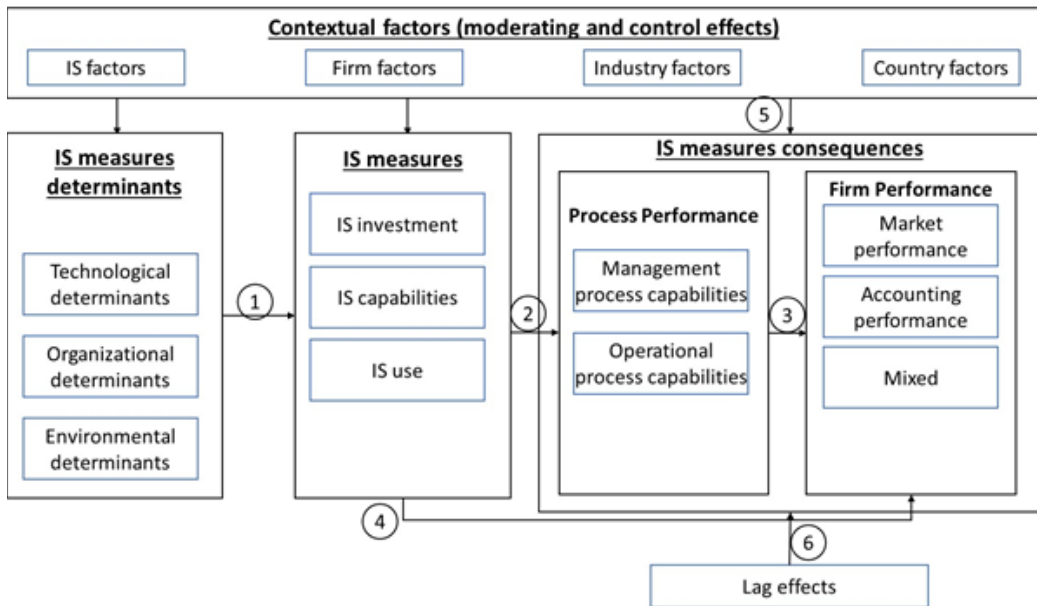 Contextual factors (moderating and control effects)
IS factors
Firm factors
Industry factors
Country factors
5
IS measures
determinants
Technological
determinants
Organizational
determinants
Environmental
determinants
1
IS measures
IS investment
IS capabilities
IS use
2
4
IS measures consequences
Process Performance
Management
process capabilities
Operational
process capabilities
3
Firm Performance
Market
performance
Accounting
performance
Mixed
6
Lag effects